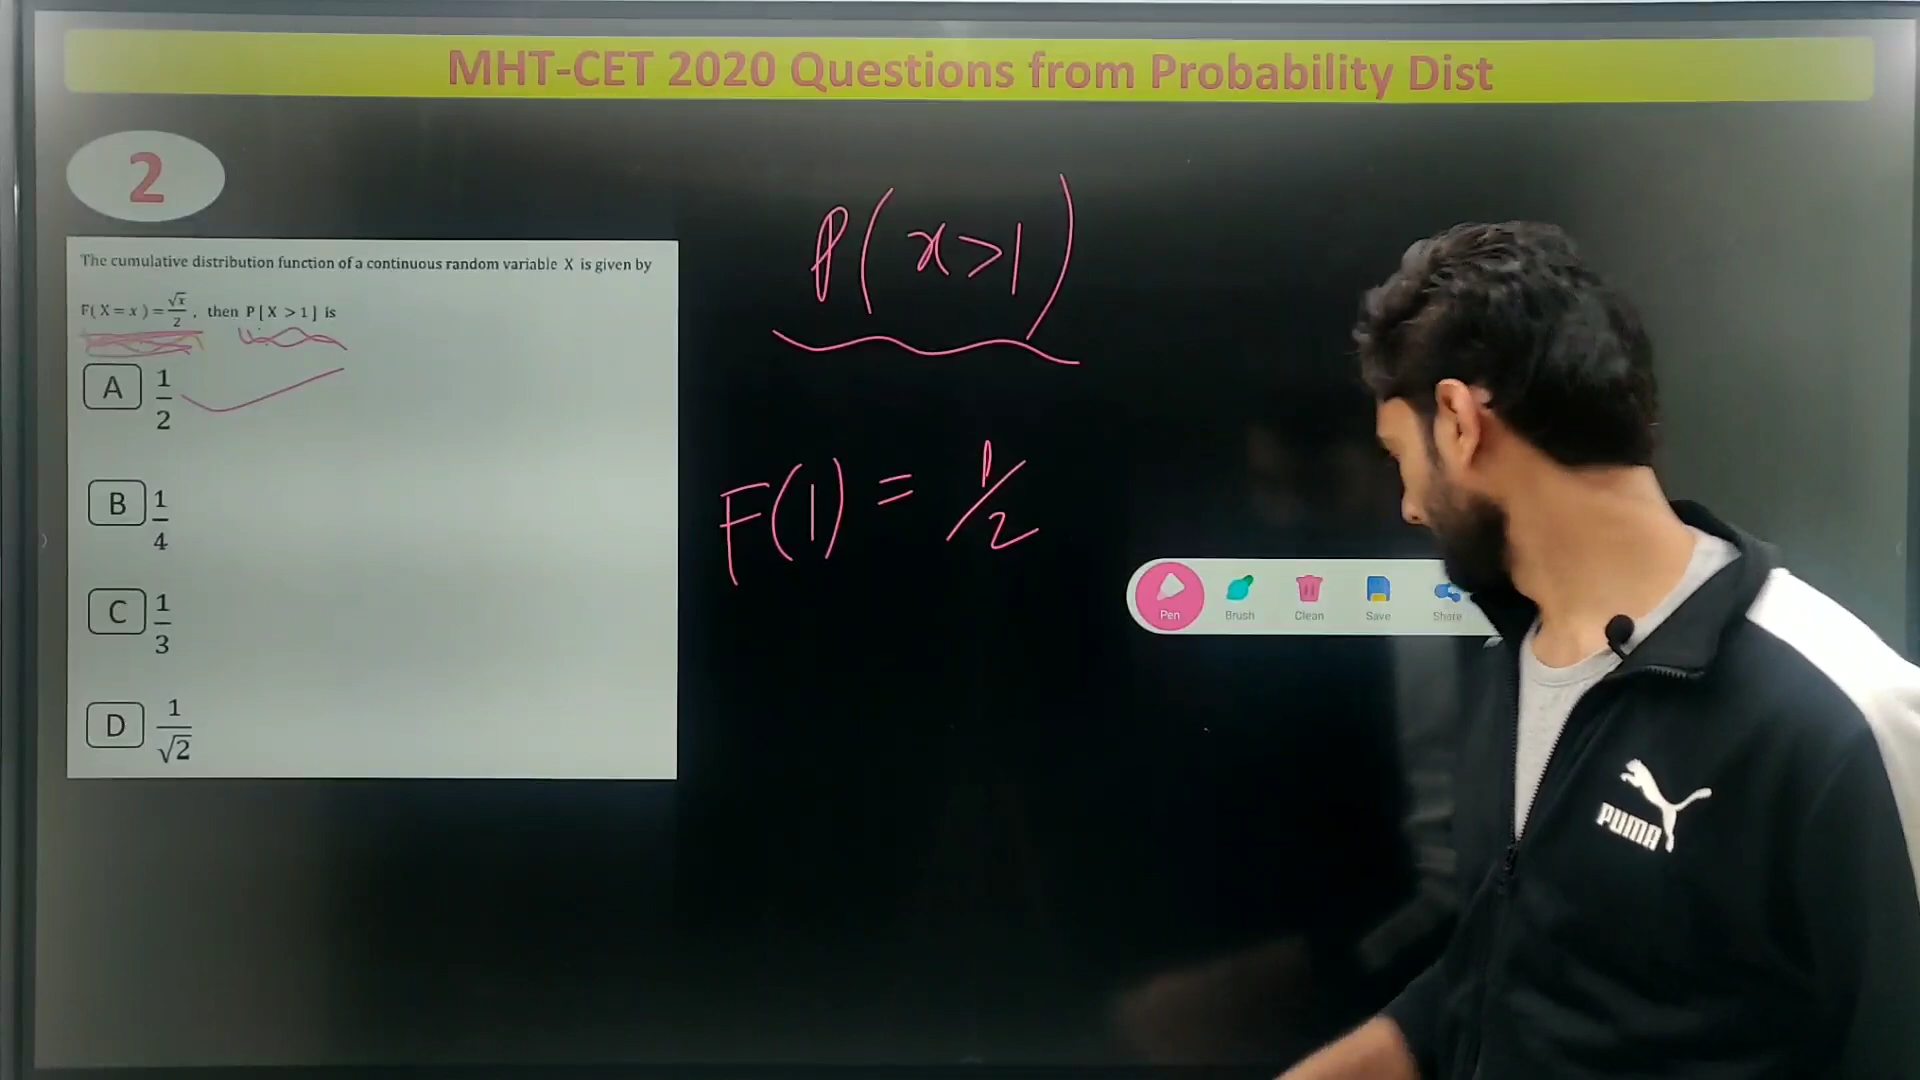 MHT-CET 2020 Questions from Probability Dist
2
The cumulative distribution function of a continuous random variable X is given by
F( X = x ) = √x/2 , then P [ X > 1 ] is
A 1/2
B 1/4
C 1/3
D 1/√2
P(x>1)
F(1) = 1/2
Pen Brush Clean Save Share
PUMA